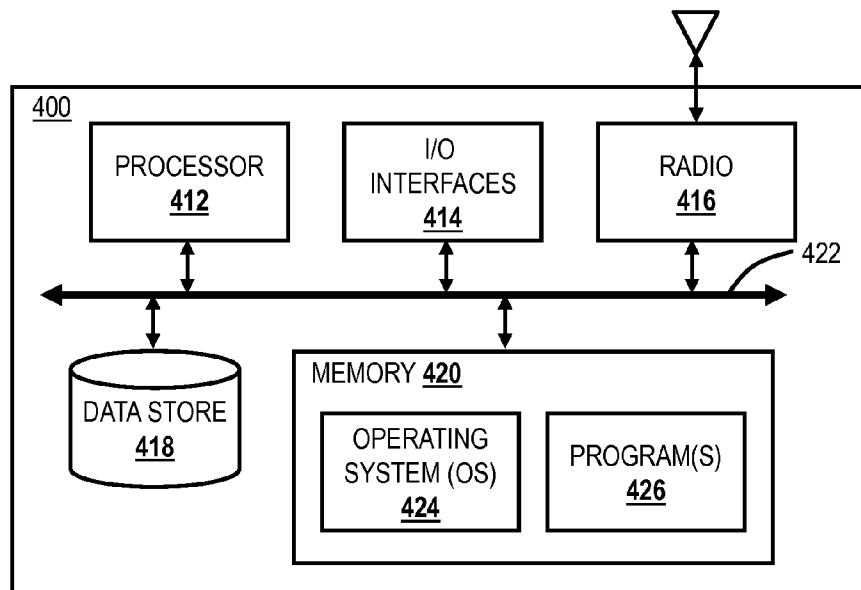 400
PROCESSOR
412
I/O
INTERFACES
414
RADIO
416
422
DATA STORE
418
MEMORY 420
OPERATING
SYSTEM (OS)
424
PROGRAM(S)
426